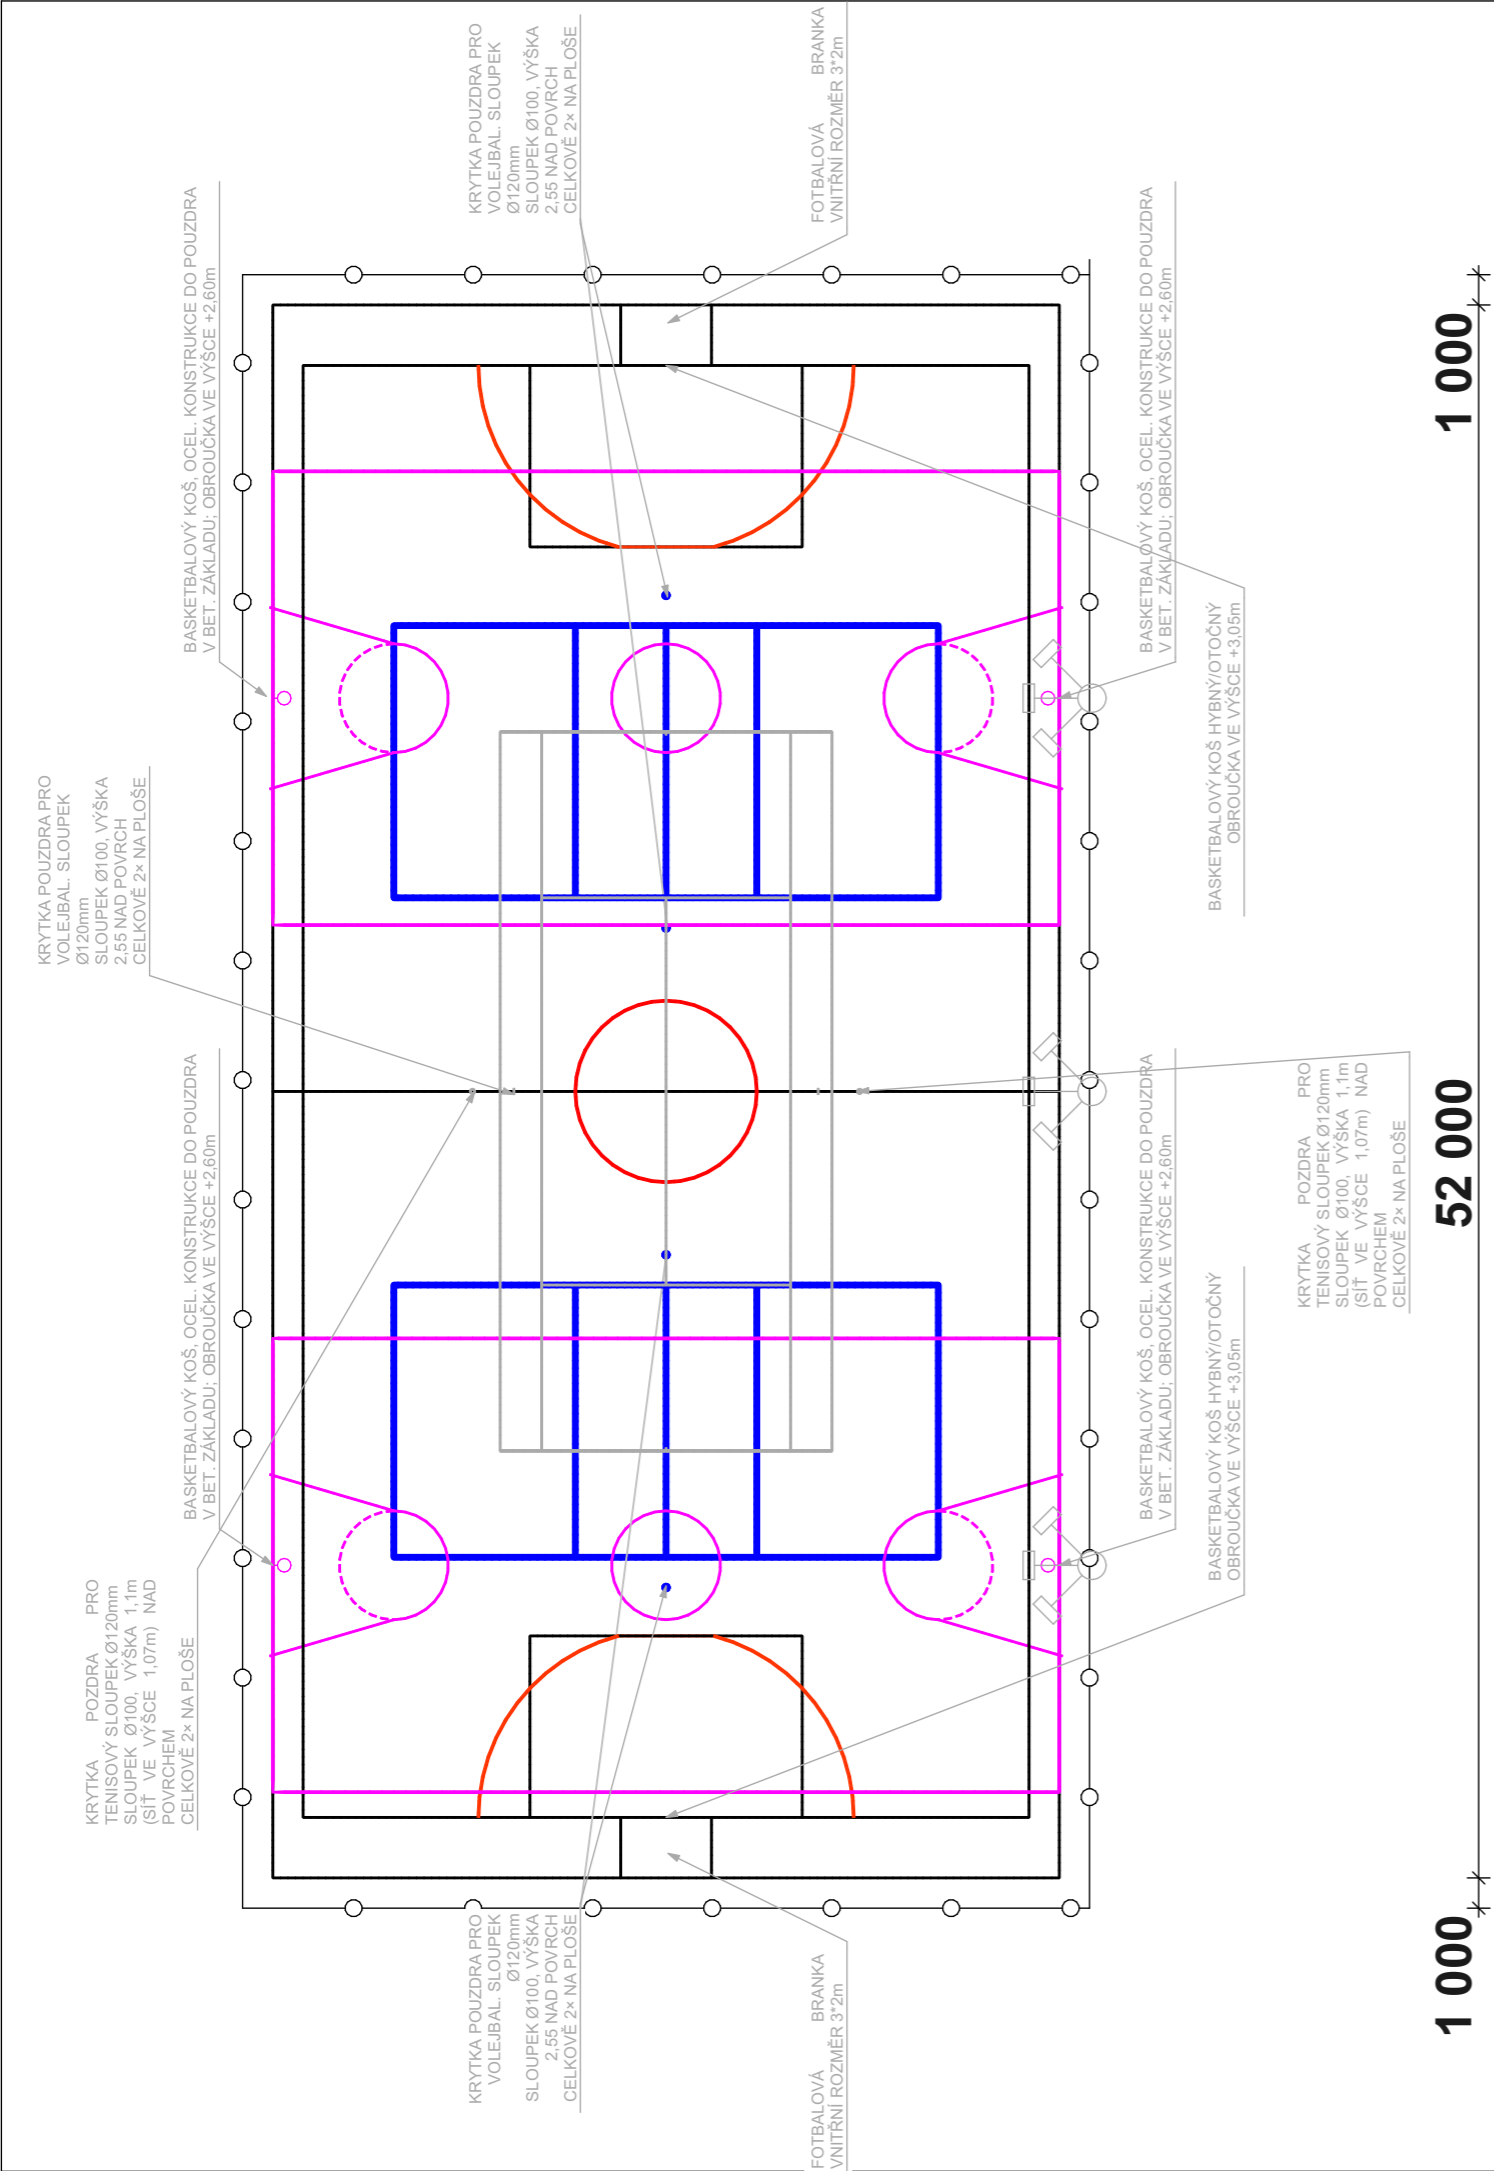 KRYTKA POUZDRA PRO
VOLEJBAL. SLOUPEK
Ø120mm
SLOUPEK Ø100, VÝŠKA
2,55 NAD POVRCH
CELKOVĚ 2× NA PLOŠE
FOTBALOVÁ BRANKA
VNITŘNÍ ROZMĚR 3*2m
KRYTKA POZDRA PRO
TENISOVÝ SLOUPEK Ø120mm
SLOUPEK Ø100, VÝŠKA 1,1m
(SÍŤ VE VÝŠCE 1,07m) NAD
POVRCHEM
CELKOVĚ 2× NA PLOŠE
BASKETBALOVÝ KOŠ, OCEL. KONSTRUKCE DO POUZDRA
V BET. ZÁKLADU; OBROUČKA VE VÝŠCE +2,60m
BASKETBALOVÝ KOŠ, OCEL. KONSTRUKCE DO POUZDRA
V BET. ZÁKLADU; OBROUČKA VE VÝŠCE +2,60m
BASKETBALOVÝ KOŠ HYBNÝ/OTOČNÝ
OBROUČKA VE VÝŠCE +3,05m
KRYTKA POUZDRA PRO
VOLEJBAL. SLOUPEK
Ø120mm
SLOUPEK Ø100, VÝŠKA
2,55 NAD POVRCH
CELKOVĚ 2× NA PLOŠE
KRYTKA POZDRA PRO
TENISOVÝ SLOUPEK Ø120mm
SLOUPEK Ø100, VÝŠKA 1,1m
(SÍŤ VE VÝŠCE 1,07m) NAD
POVRCHEM
CELKOVĚ 2× NA PLOŠE
BASKETBALOVÝ KOŠ, OCEL. KONSTRUKCE DO POUZDRA
V BET. ZÁKLADU; OBROUČKA VE VÝŠCE +2,60m
BASKETBALOVÝ KOŠ, OCEL. KONSTRUKCE DO POUZDRA
V BET. ZÁKLADU; OBROUČKA VE VÝŠCE +2,60m
BASKETBALOVÝ KOŠ HYBNÝ/OTOČNÝ
OBROUČKA VE VÝŠCE +3,05m
KRYTKA POUZDRA PRO
VOLEJBAL. SLOUPEK
Ø120mm
SLOUPEK Ø100, VÝŠKA
2,55 NAD POVRCH
CELKOVĚ 2× NA PLOŠE
FOTBALOVÁ BRANKA
VNITŘNÍ ROZMĚR 3*2m
1 000
52 000
1 000